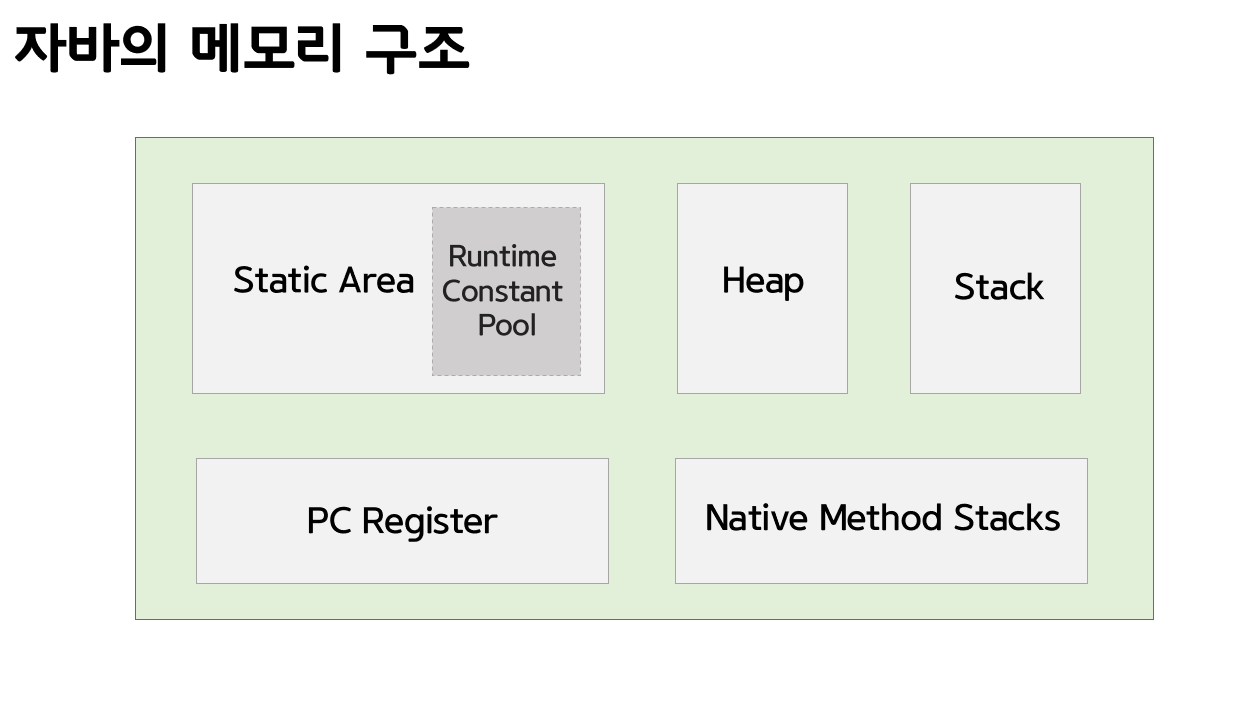 자바의 메모리 구조
Static Area
Runtime
Constant
Pool
Heap
Stack
PC Register
Native Method Stacks